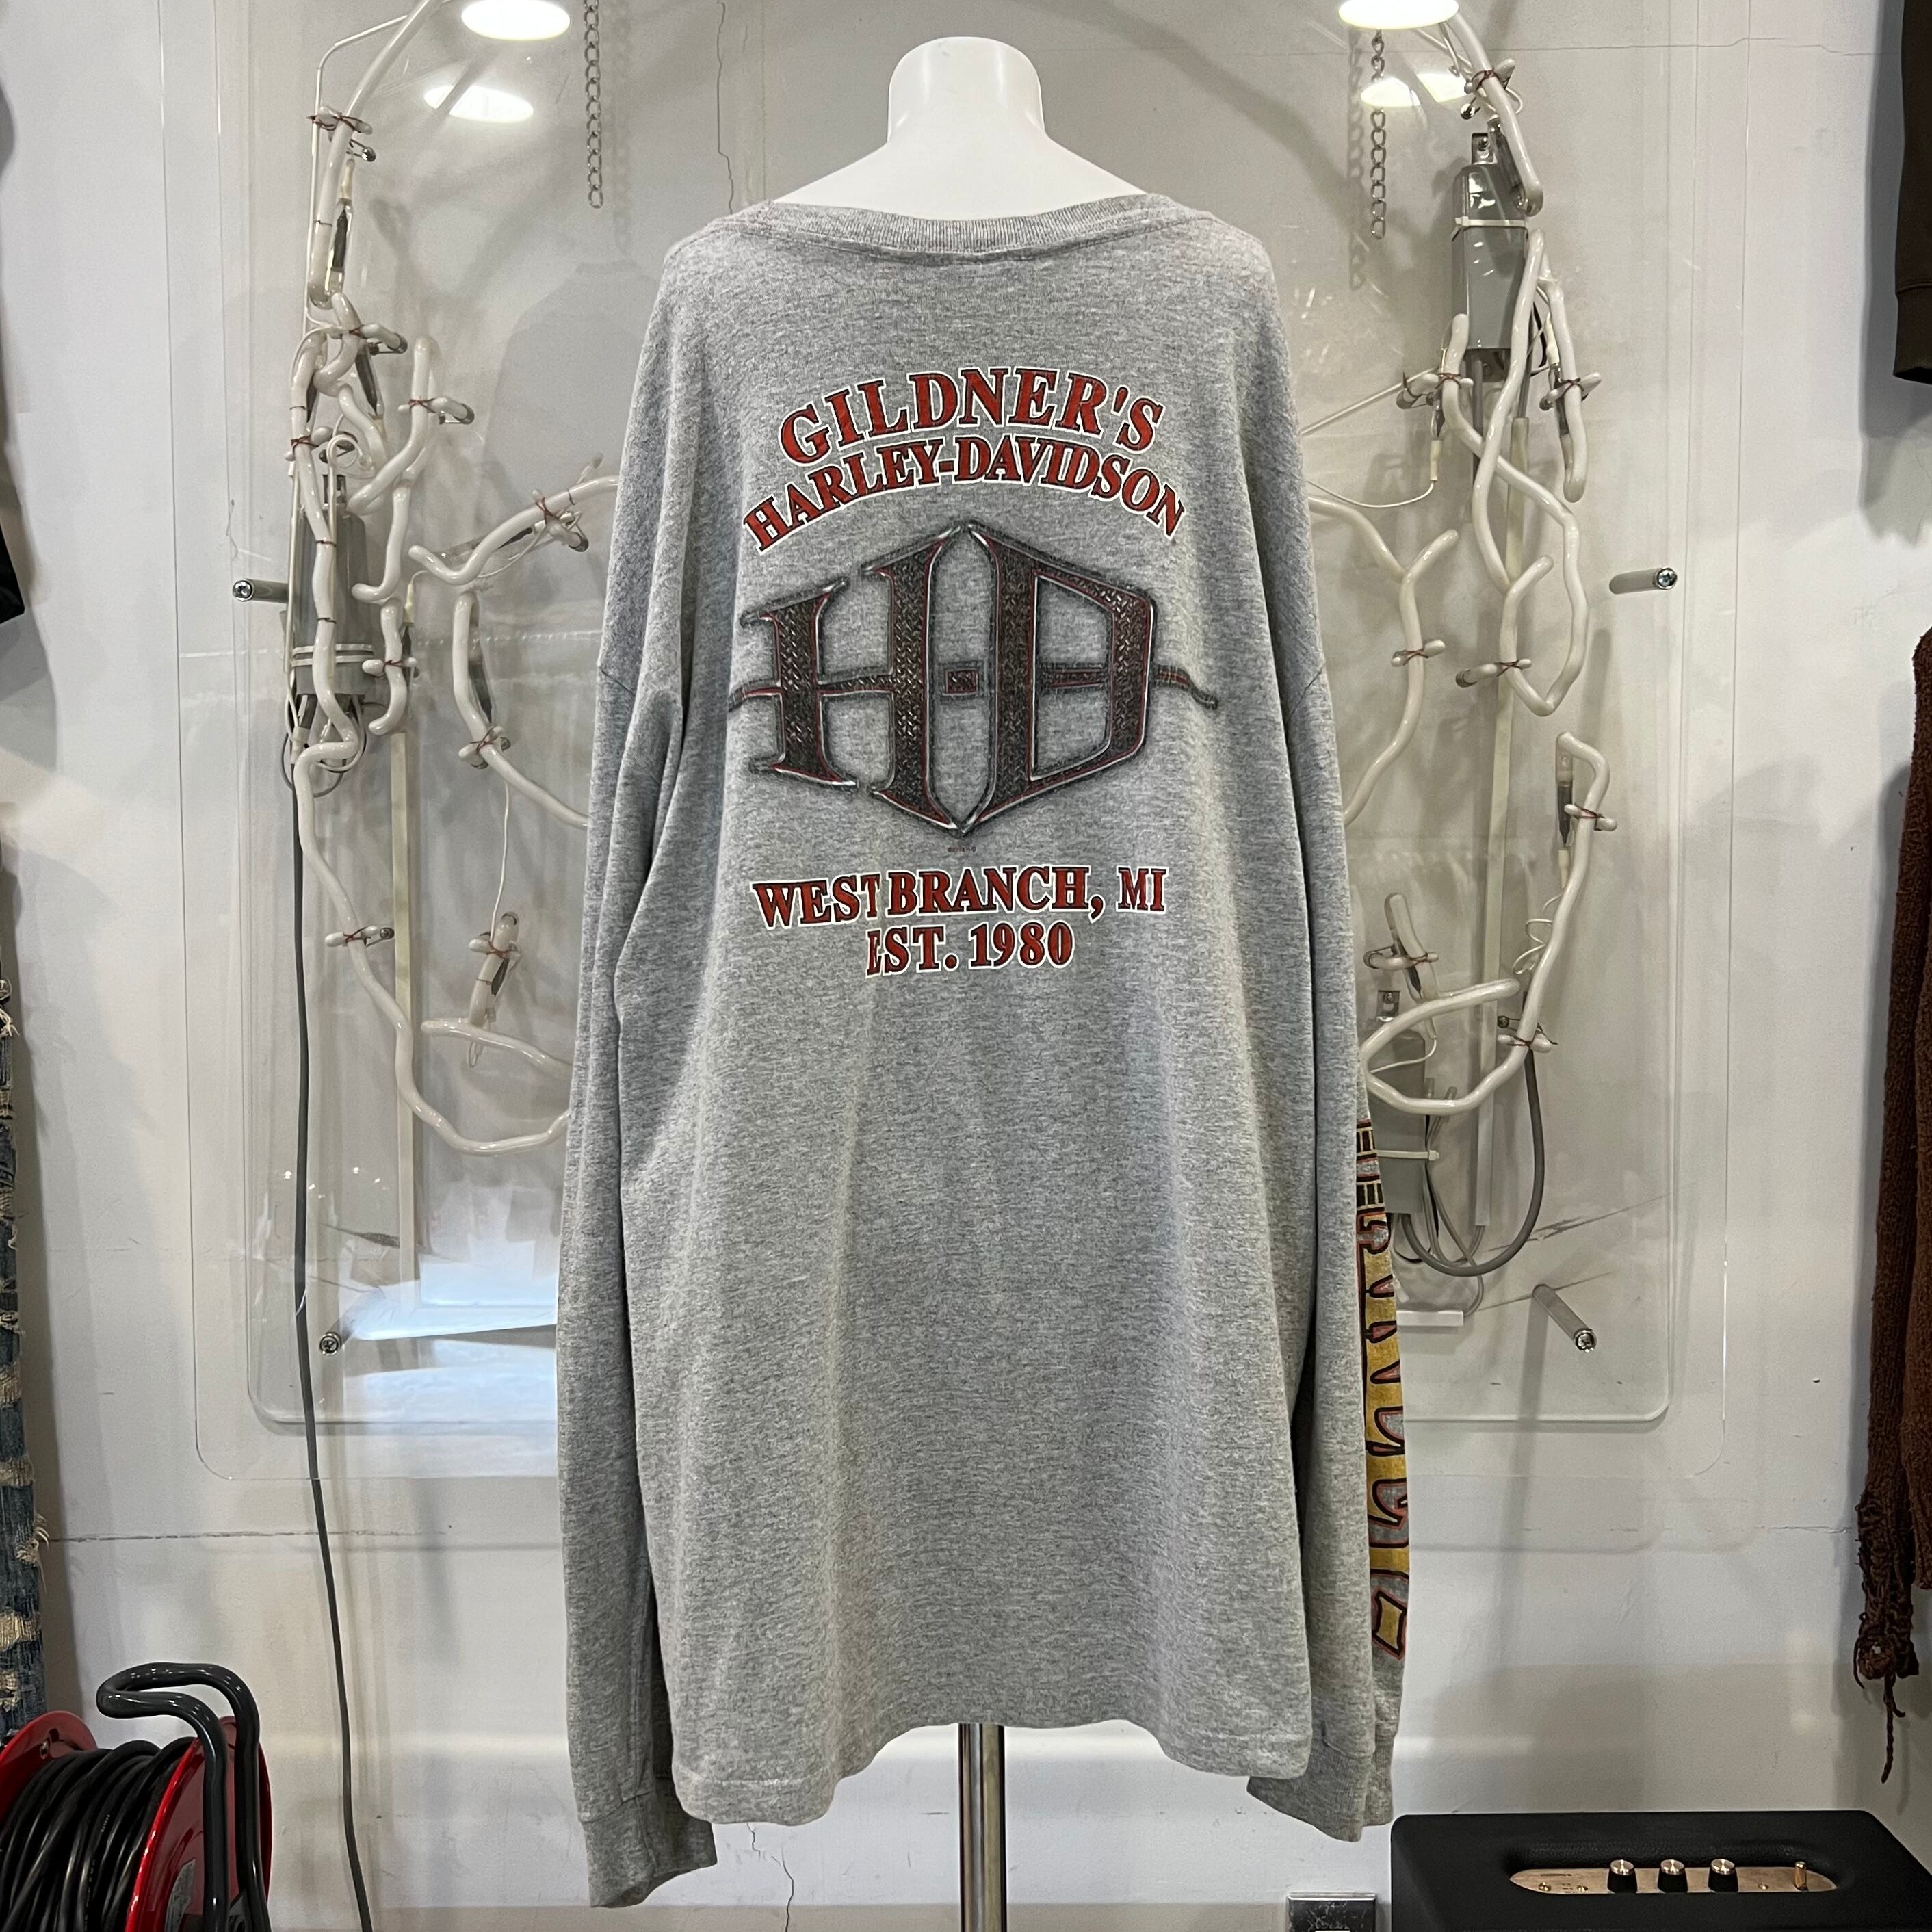 GILDNER'S
HARLEY-DAVIDSON
H-D
WEST BRANCH, MI
EST. 1980